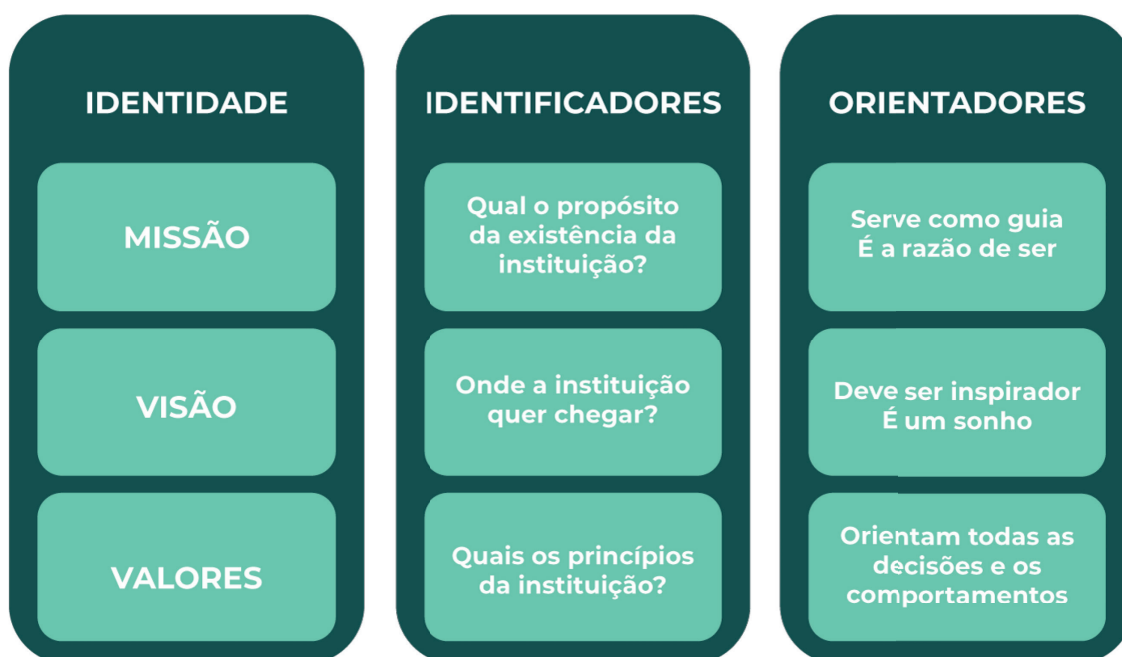 IDENTIDADE
MISSÃO
VISÃO
VALORES
IDENTIFICADORES
Qual o propósito
da existência da
instituição?
Onde a instituição
quer chegar?
Quais os princípios
da instituição?
ORIENTADORES
Serve como guia
É a razão de ser
Deve ser inspirador
É um sonho
Orientam todas as
decisões e os
comportamentos